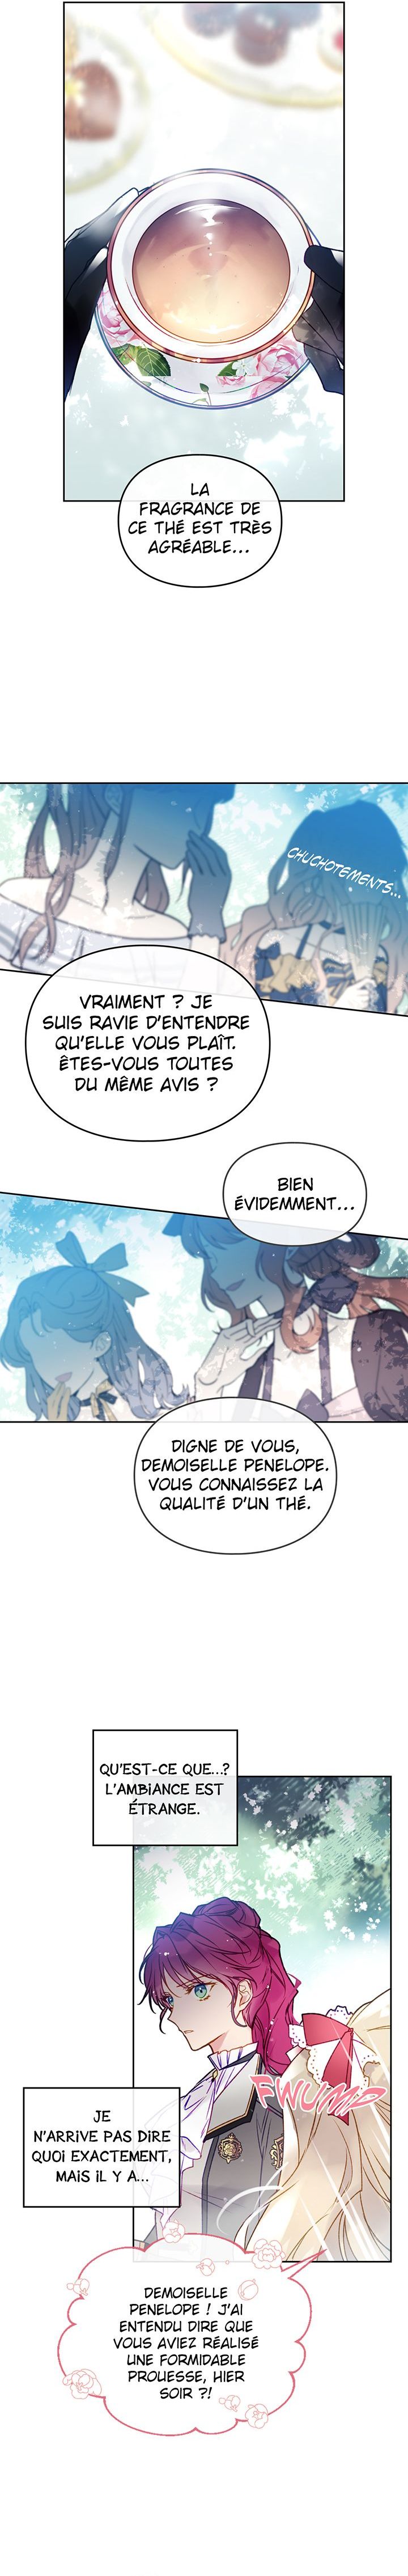 LA
FRAGRANCE DE
CE THÉ EST TRÈS
AGRÉABLE...
CHUCHOTEMENTS...
VRAIMENT ? JE
SUIS RAVIE D'ENTENDRE
QU'ELLE VOUS PLAÎT.
ÊTES-VOUS TOUTES
DU MÊME AVIS ?
BIEN
ÉVIDEMMENT...
DIGNE DE VOUS,
DEMOISELLE PENELOPE.
VOUS CONNAISSEZ LA
QUALITÉ D'UN THÉ.
QU'EST-CE QUE...?
L'AMBIANCE EST
ÉTRANGE.
FWUMP
JE
N'ARRIVE PAS DIRE
QUOI EXACTEMENT,
MAIS IL Y A...
DEMOISELLE
PENELOPE ! J'AI
ENTENDU DIRE QUE
VOUS AVIEZ RÉALISÉ
UNE FORMIDABLE
PROUESSE, HIER
SOIR ?!